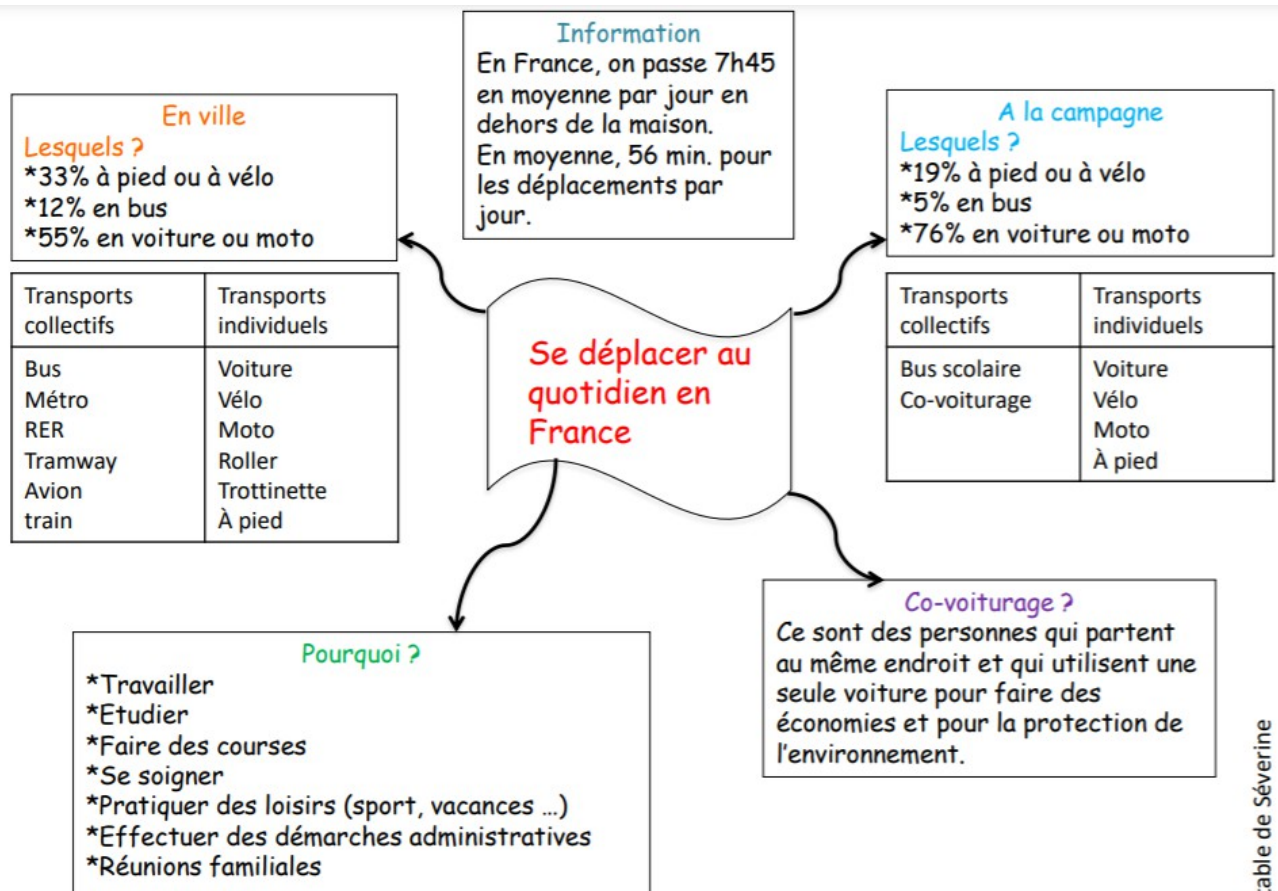 Information
En France, on passe 7h45
en moyenne par jour en
dehors de la maison.
En moyenne, 56 min. pour
les déplacements par
jour.
En ville
Lesquels ?
*33% à pied ou à vélo
*12% en bus
*55% en voiture ou moto
A la campagne
Lesquels ?
*19% à pied ou à vélo
*5% en bus
*76% en voiture ou moto
Transports
collectifs
Transports
individuels
Bus
Métro
RER
Tramway
Avion
train
Voiture
Vélo
Moto
Roller
Trottinette
À pied
Se déplacer au
quotidien en
France
Transports
collectifs
Transports
individuels
Bus scolaire
Co-voiturage
Voiture
Vélo
Moto
À pied
Pourquoi ?
*Travailler
*Etudier
*Faire des courses
*Se soigner
*Pratiquer des loisirs (sport, vacances ...)
*Effectuer des démarches administratives
*Réunions familiales
Co-voiturage ?
Ce sont des personnes qui partent
au même endroit et qui utilisent une
seule voiture pour faire des
économies et pour la protection de
l'environnement.
de Séverine